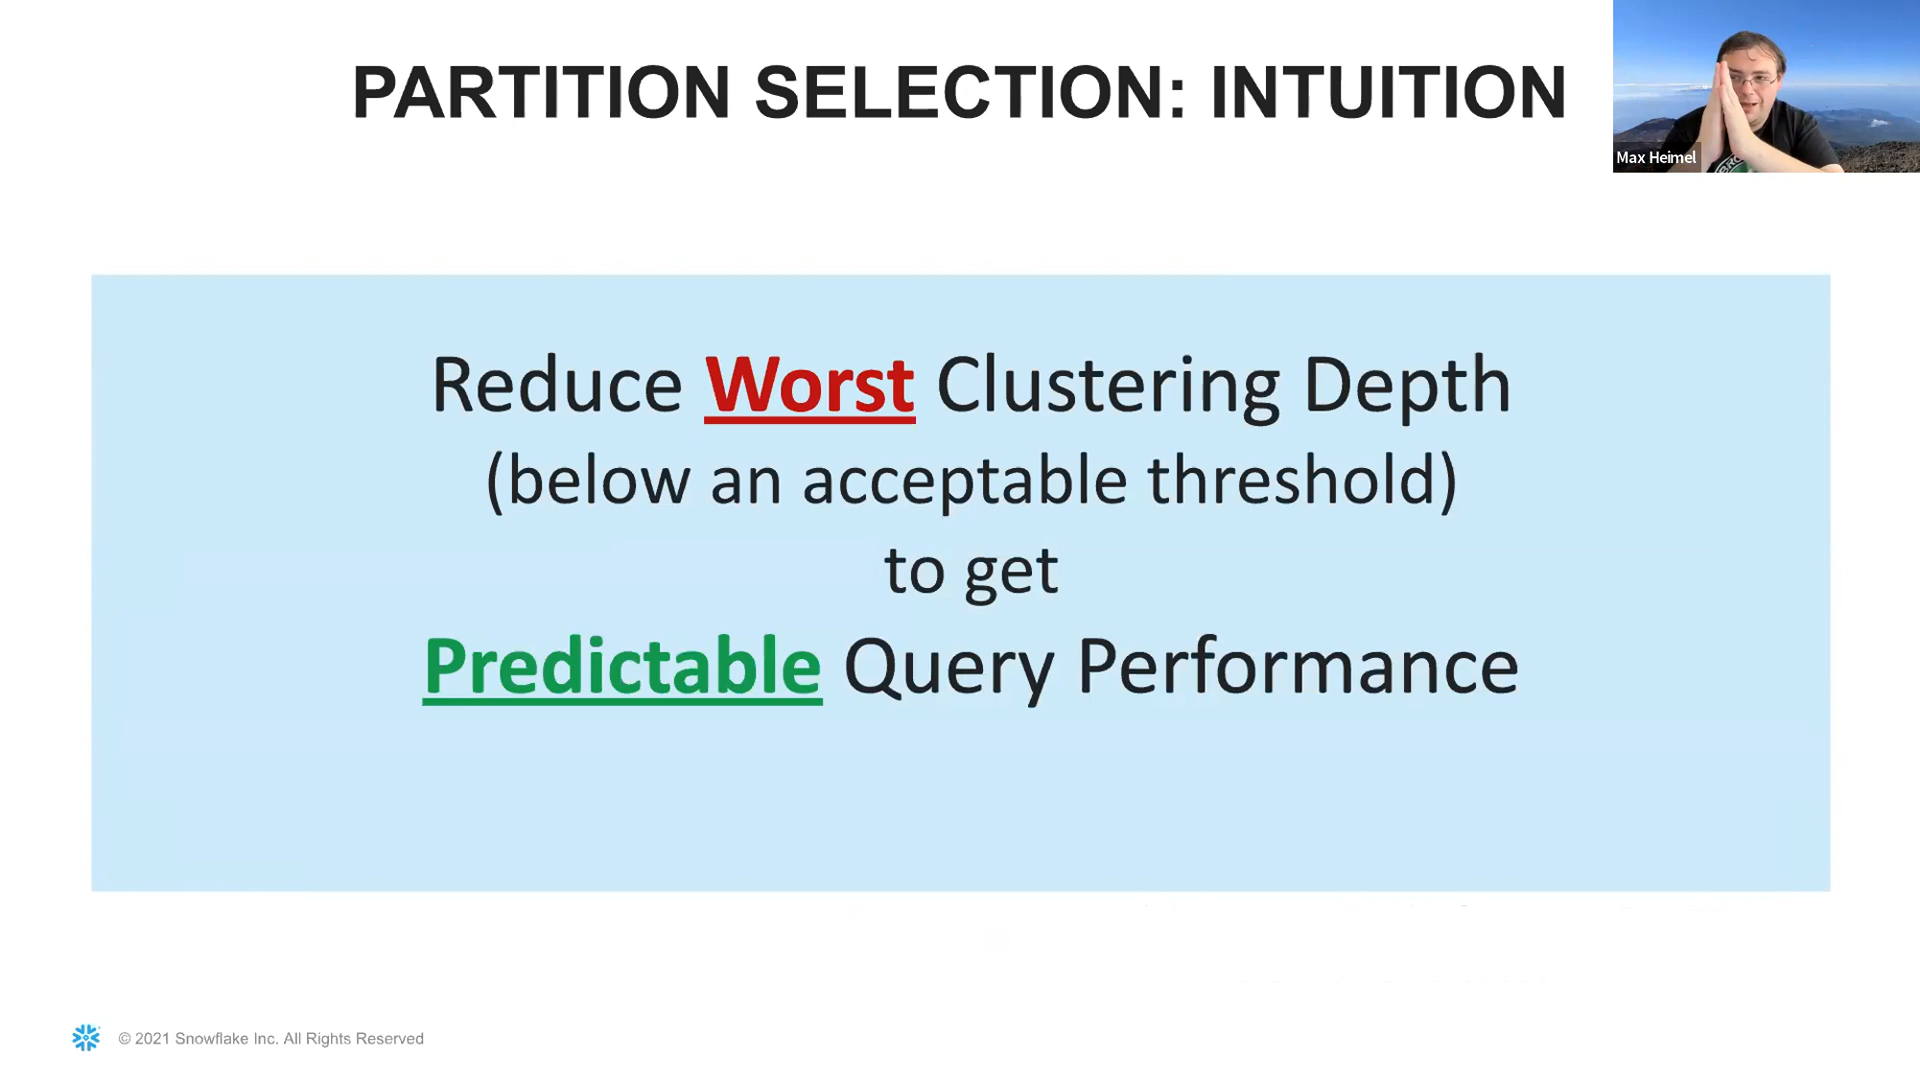 PARTITION SELECTION: INTUITION
Max Heimel
Reduce Worst Clustering Depth
(below an acceptable threshold)
to get
Predictable Query Performance
© 2021 Snowflake Inc. All Rights Reserved